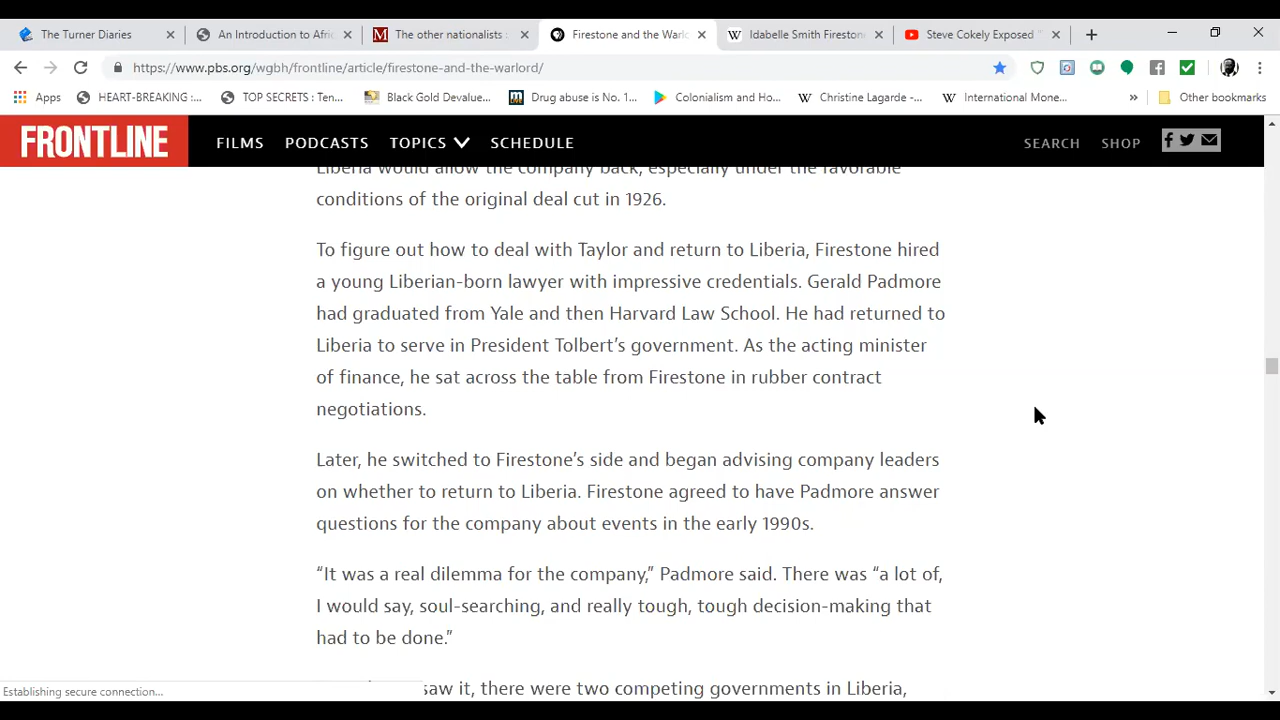 The Turner Diaries
An Introduction to Afri
The other nationalists
Firestone and the Warlo
Idabelle Smith Firestone
Steve Cokely Exposed "
https://www.pbs.org/wgbh/frontline/article/firestone-and-the-warlord/
Apps
HEART-BREAKING :...
TOP SECRETS : Ten...
Black Gold Devalue...
Drug abuse is No. 1...
Colonialism and Ho...
Christine Lagarde -...
International Mone...
»
Other bookmarks
FRONTLINE
FILMS
PODCASTS
TOPICS
SCHEDULE
SEARCH
SHOP
Liberia would allow the company back, especially under the favorable
conditions of the original deal cut in 1926.
To figure out how to deal with Taylor and return to Liberia, Firestone hired
a young Liberian-born lawyer with impressive credentials. Gerald Padmore
had graduated from Yale and then Harvard Law School. He had returned to
Liberia to serve in President Tolbert’s government. As the acting minister
of finance, he sat across the table from Firestone in rubber contract
negotiations.
Later, he switched to Firestone’s side and began advising company leaders
on whether to return to Liberia. Firestone agreed to have Padmore answer
questions for the company about events in the early 1990s.
“It was a real dilemma for the company,” Padmore said. There was “a lot of,
I would say, soul-searching, and really tough, tough decision-making that
had to be done.”
saw it, there were two competing governments in Liberia,
Establishing secure connection...